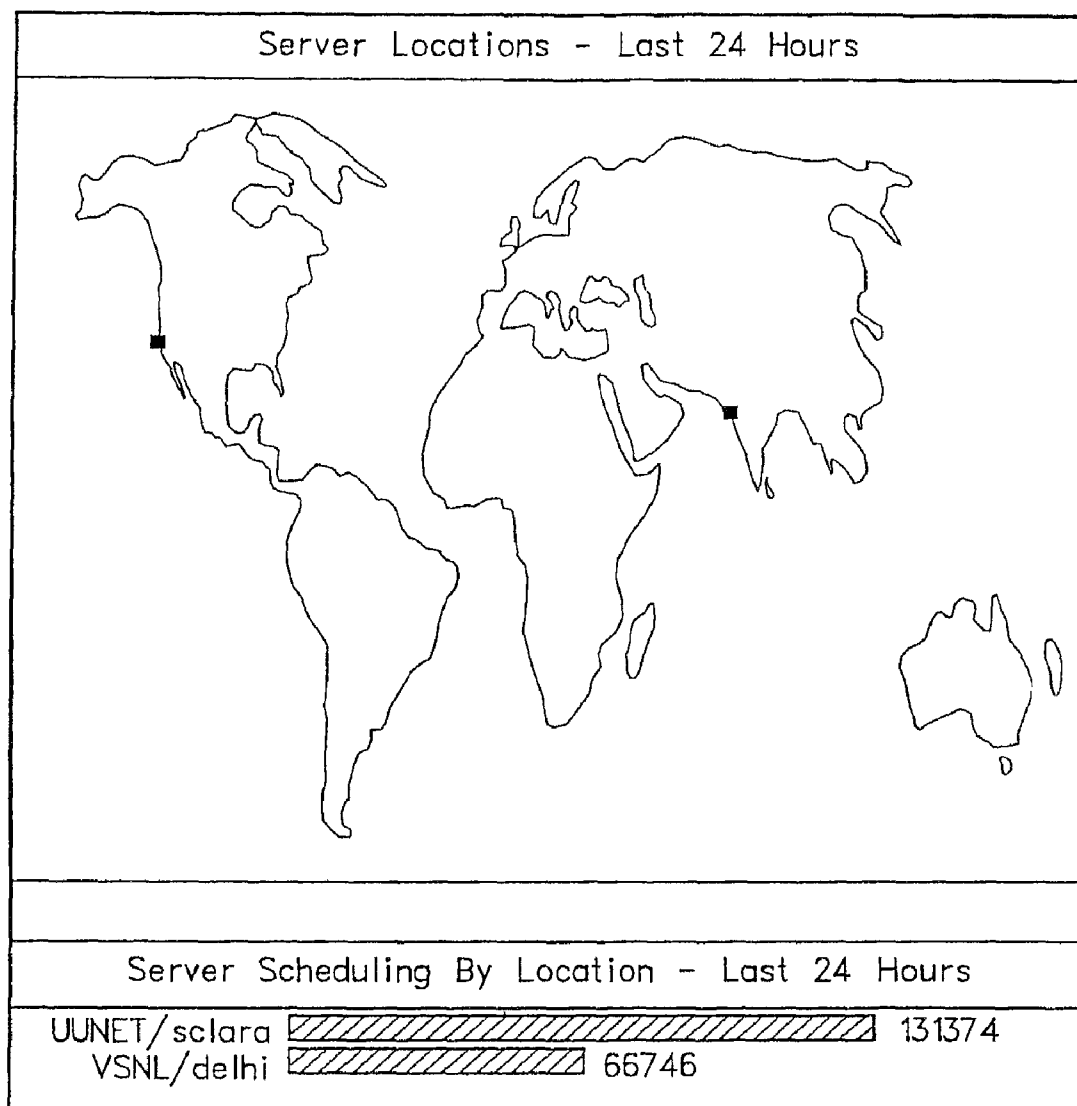 Server Locations - Last 24 Hours
Server Scheduling By Location - Last 24 Hours
UUNET/sclara 131374
VSNL/delhi 66746